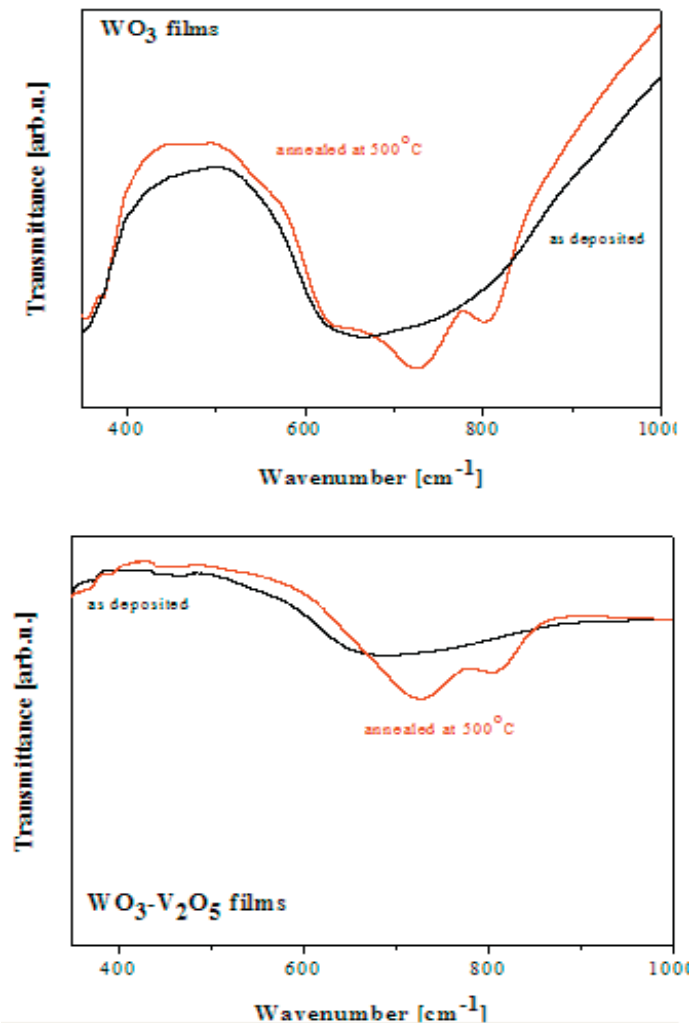 WO₃ films
Transmittance [arb.u.]
annealed at 500°C
as deposited
400 600 800 1000
Wavenumber [cm⁻¹]
as deposited
Transmittance [arb.u.]
annealed at 500°C
WO₃-V₂O₅ films
400 600 800 1000
Wavenumber [cm⁻¹]